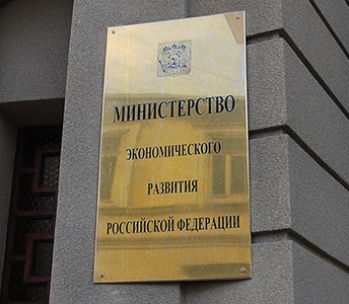 МИНИСТЕРСТВО
ЭКОНОМИЧЕСКОГО
РАЗВИТИЯ
РОССИЙСКОЙ ФЕДЕРАЦИИ